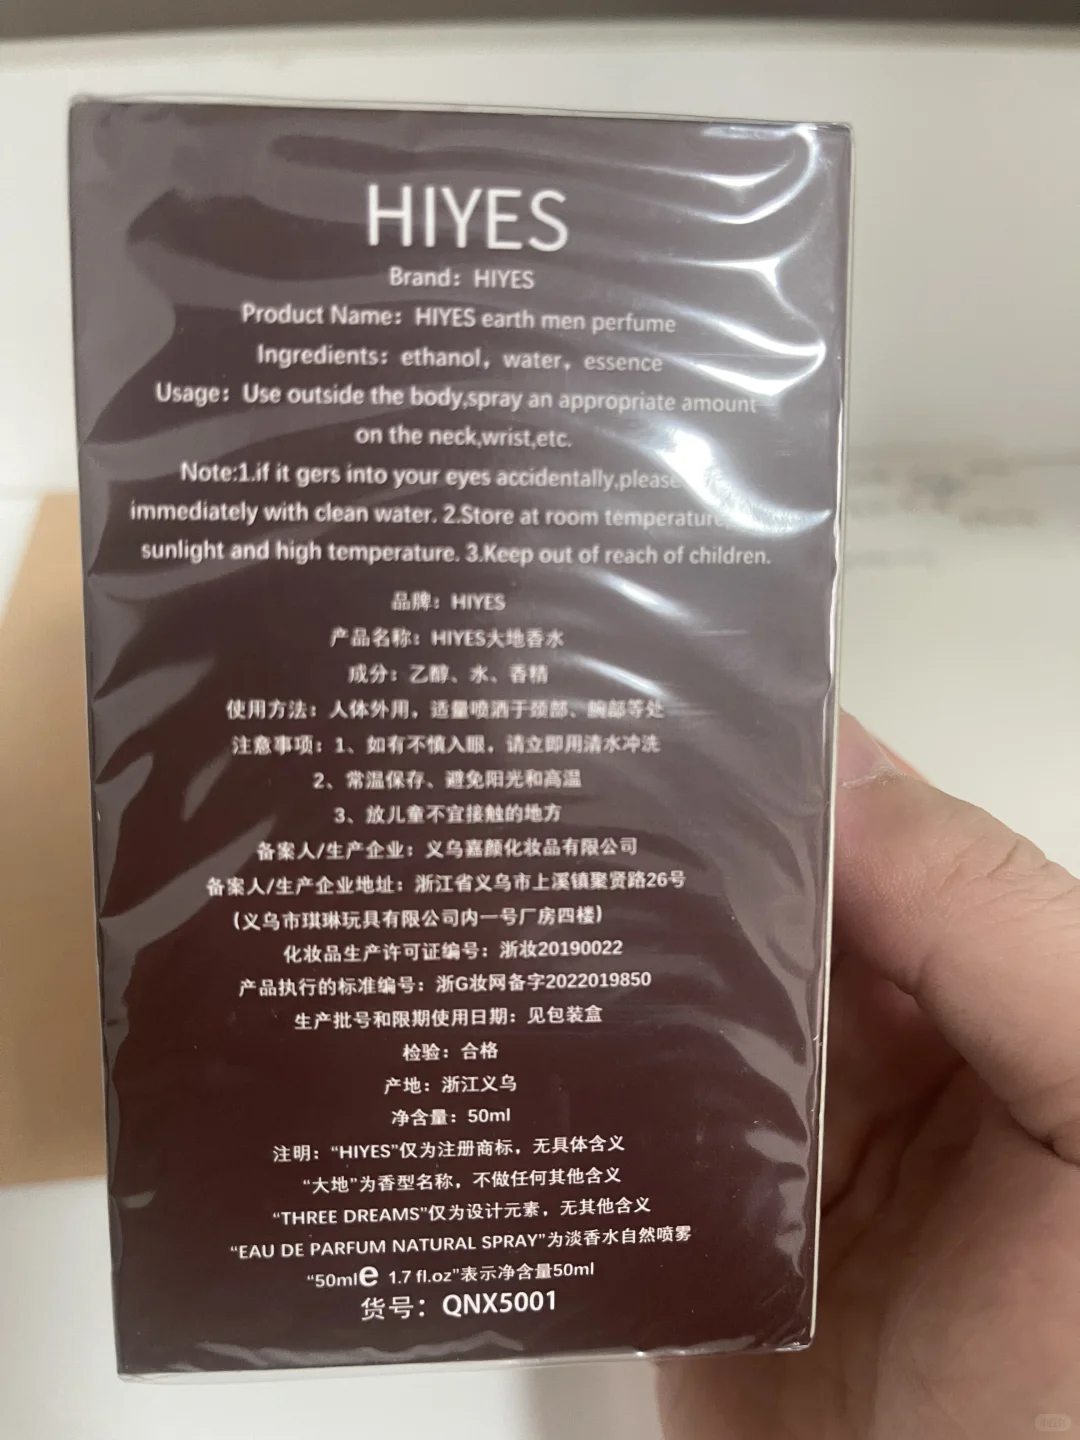 HIYES
Brand：HIYES
Product Name：HIYES earth men perfume
Ingredients：ethanol，water，essence
Usage：Use outside the body,spray an appropriate amount
on the neck,wrist,etc.
Note:1.if it gers into your eyes accidentally,please
immediately with clean water. 2.Store at room temperature,
sunlight and high temperature. 3.Keep out of reach of children.
品牌：HIYES
产品名称：HIYES大地香水
成分：乙醇、水、香精
使用方法：人体外用，适量喷洒于颈部、腕部等处
注意事项：1、如有不慎入眼，请立即用清水冲洗
2、常温保存、避免阳光和高温
3、放儿童不宜接触的地方
备案人/生产企业：义乌嘉颜化妆品有限公司
备案人/生产企业地址：浙江省义乌市上溪镇聚贤路26号
（义乌市琪琳玩具有限公司内一号厂房四楼）
化妆品生产许可证编号：浙妆20190022
产品执行的标准编号：浙G妆网备字2022019850
生产批号和限期使用日期：见包装盒
检验：合格
产地：浙江义乌
净含量：50ml
注明：“HIYES”仅为注册商标，无具体含义
“大地”为香型名称，不做任何其他含义
“THREE DREAMS”仅为设计元素，无其他含义
“EAU DE PARFUM NATURAL SPRAY”为淡香水自然喷雾
“50ml e 1.7 fl.oz”表示净含量50ml
货号：QNX5001